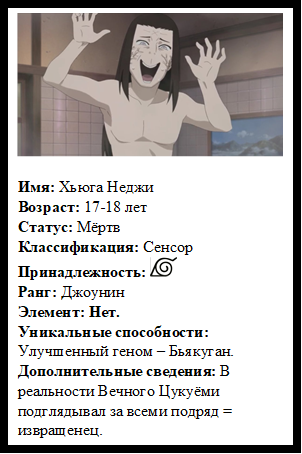 Имя: Хьюга Неджи
Возраст: 17-18 лет
Статус: Мёртв
Классификация: Сенсор
Принадлежность:
Ранг: Джоунин
Элемент: Нет.
Уникальные способности:
Улучшенный геном – Бьякуган.
Дополнительные сведения: В
реальности Вечного Цукуёми
подглядывал за всеми подряд =
извращенец.